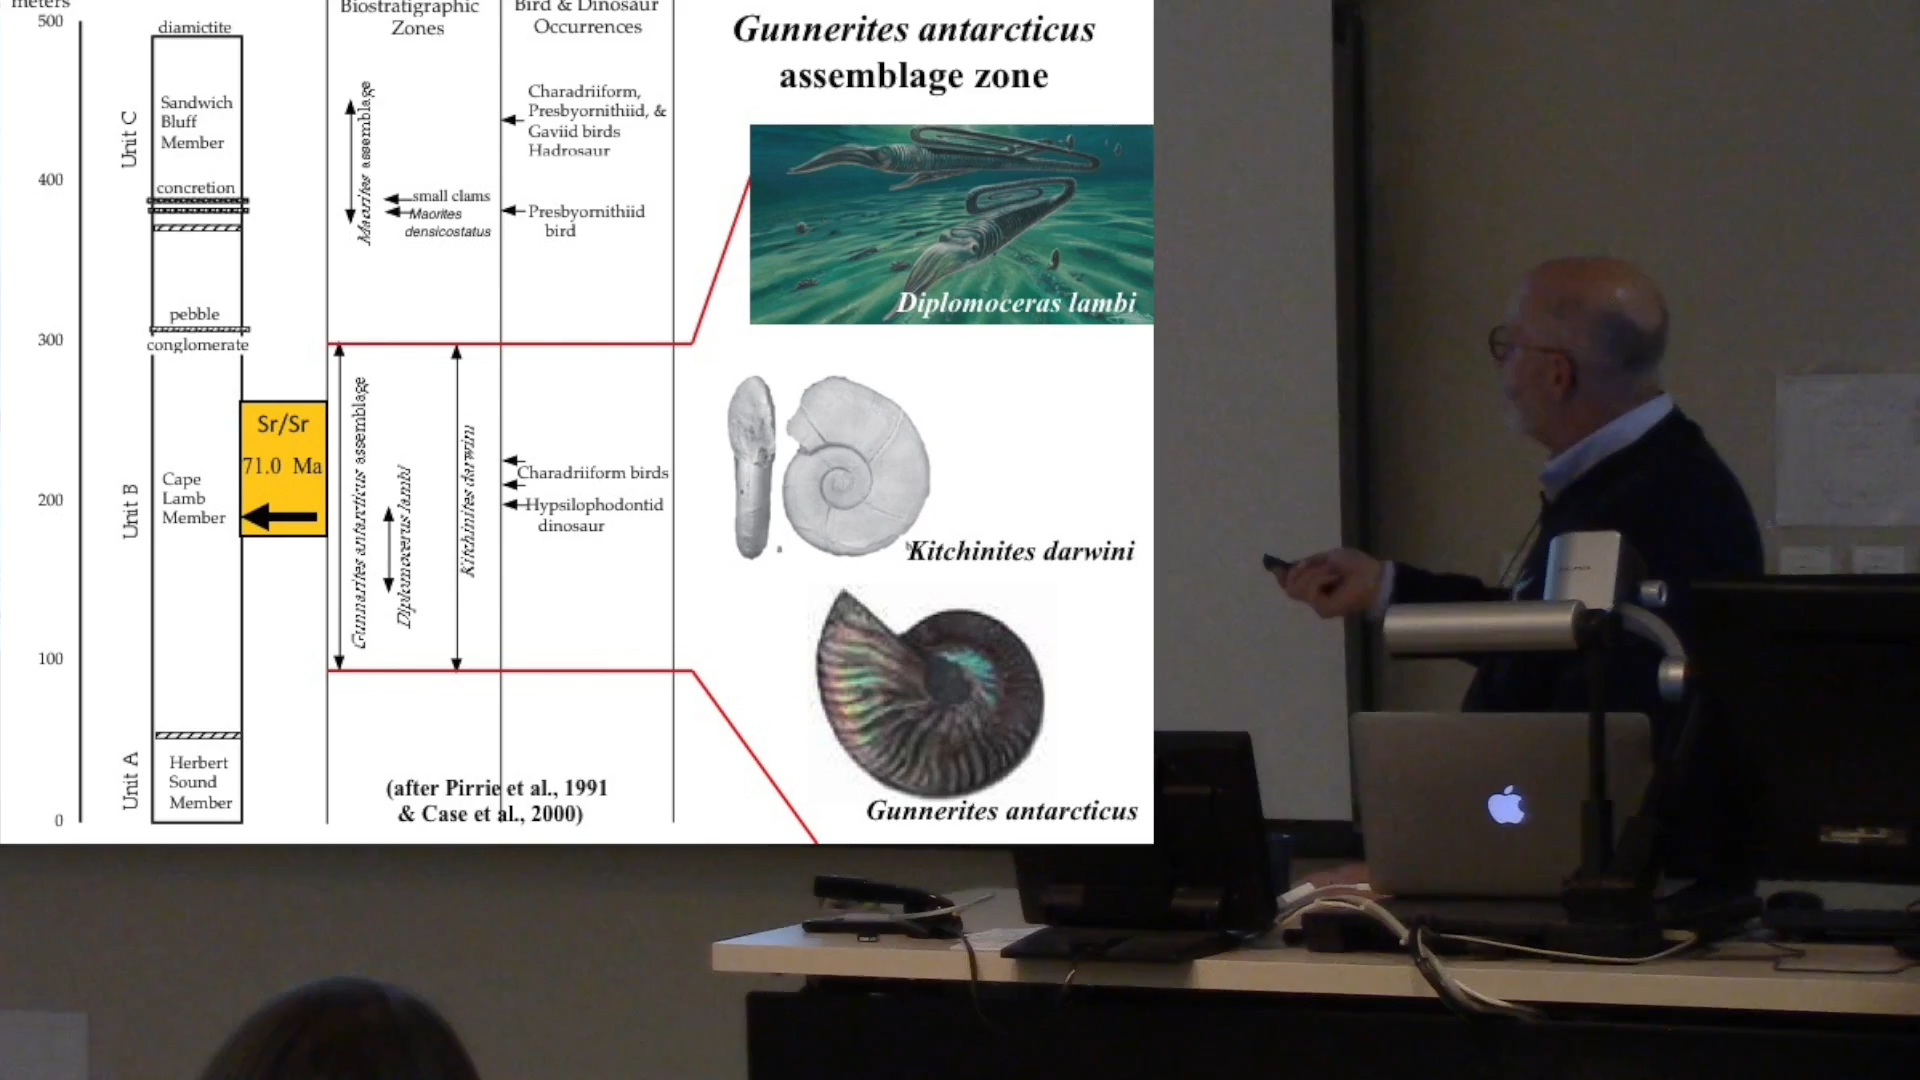 meters
500
400
300
200
100
0
Unit C
Unit B
Unit A
diamictite
Sandwich
Bluff
Member
concretion
pebble
conglomerate
Cape
Lamb
Member
Herbert
Sound
Member
Sr/Sr
71.0 Ma
Biostratigraphic
Zones
Maorites assemblage
small clams
Maorites
densicostatus
Gunnarites antarcticus assemblage
Diplomocerus lambi
Kitchinites darwini
(after Pirrie et al., 1991
& Case et al., 2000)
Bird & Dinosaur
Occurrences
Charadriiform,
Presbyornithiid, &
Gaviid birds
Hadrosaur
Presbyornithiid
bird
Charadriiform birds
Hypsilophodontid
dinosaur
Gunnerites antarcticus
assemblage zone
Diplomoceras lambi
a
b
Kitchinites darwini
Gunnerites antarcticus